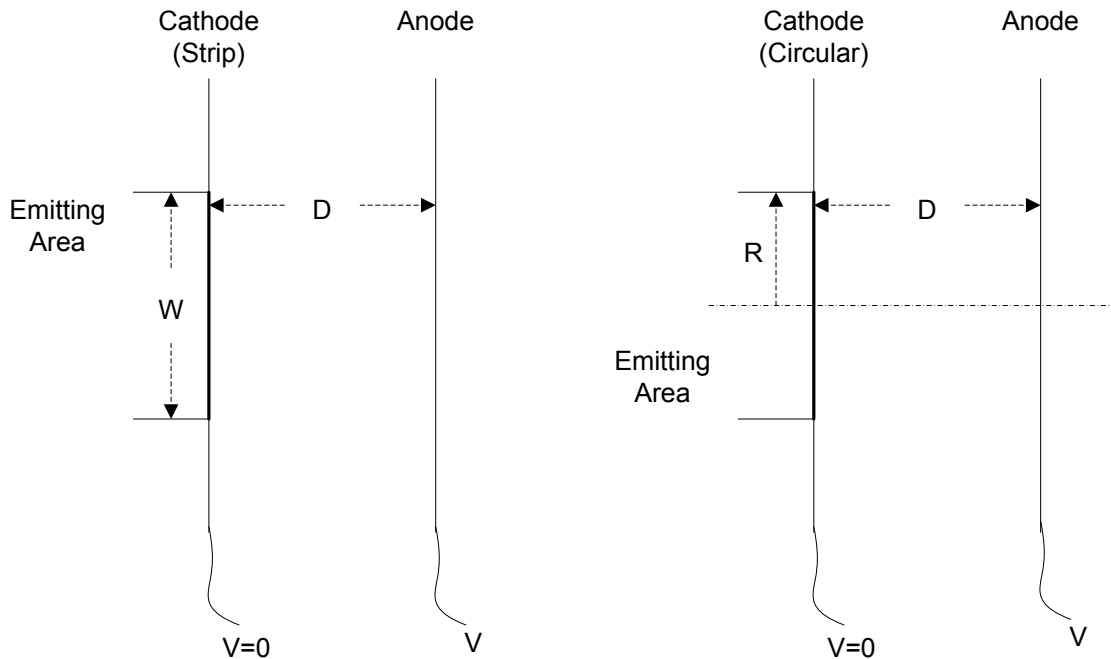 Cathode
(Strip)
Anode
Emitting
Area
D
W
V=0
V
Cathode
(Circular)
Anode
D
R
Emitting
Area
V=0
V